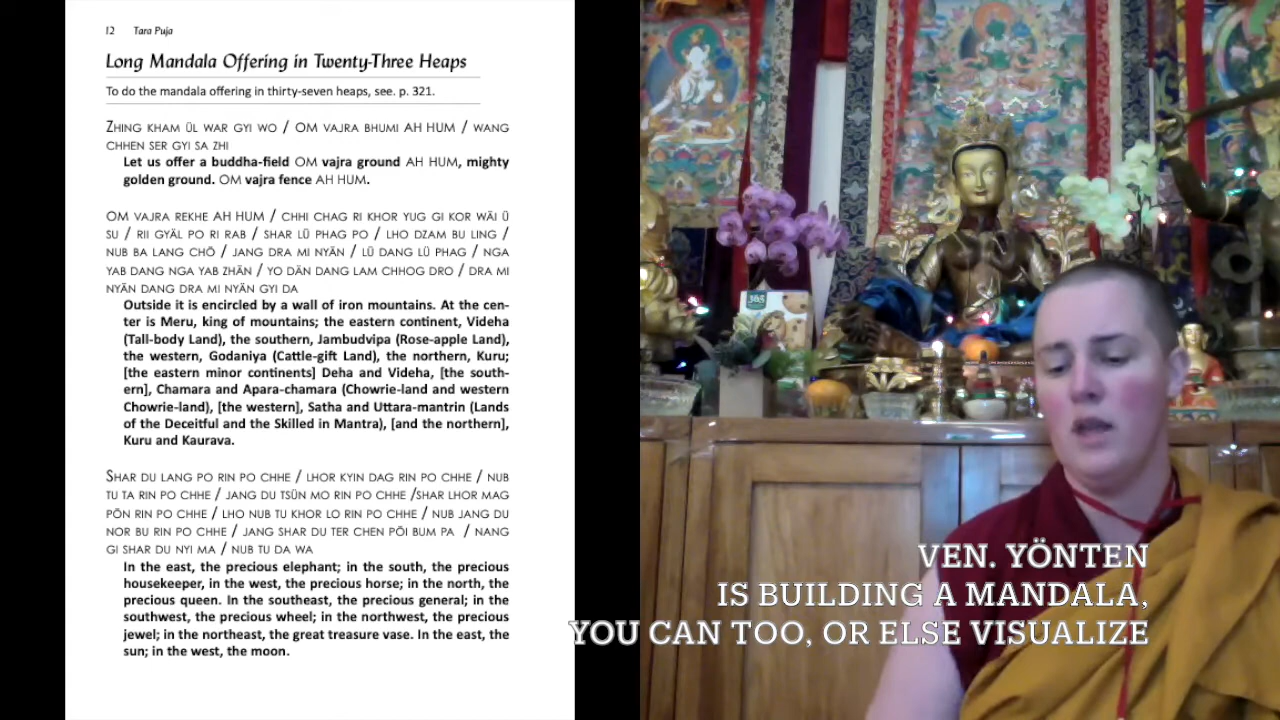 12 Tara Puja
Long Mandala Offering in Twenty-Three Heaps
To do the mandala offering in thirty-seven heaps, see. p. 321.
ZHING KHAM ÜL WAR GYI WO / OM VAJRA BHUMI AH HUM / WANG
CHHEN SER GYI SA ZHI
Let us offer a buddha-field OM vajra ground AH HUM, mighty
golden ground. OM vajra fence AH HUM.
OM VAJRA REKHE AH HUM / CHHI CHAG RI KHOR YUG GI KOR WÄI Ü
SU / RII GYÄL PO RI RAB / SHAR LÜ PHAG PO / LHO DZAM BU LING /
NUB BA LANG CHÖ / JANG DRA MI NYÄN / LÜ DANG LÜ PHAG / NGA
YAB DANG NGA YAB ZHÄN / YO DÄN DANG LAM CHHOG DRO / DRA MI
NYÄN DANG DRA MI NYÄN GYI DA
Outside it is encircled by a wall of iron mountains. At the cen-
ter is Meru, king of mountains; the eastern continent, Videha
(Tall-body Land), the southern, Jambudvipa (Rose-apple Land),
the western, Godaniya (Cattle-gift Land), the northern, Kuru;
[the eastern minor continents] Deha and Videha, [the south-
ern], Chamara and Apara-chamara (Chowrie-land and western
Chowrie-land), [the western], Satha and Uttara-mantrin (Lands
of the Deceitful and the Skilled in Mantra), [and the northern],
Kuru and Kaurava.
SHAR DU LANG PO RIN PO CHHE / LHOR KYIN DAG RIN PO CHHE / NUB
TU TA RIN PO CHHE / JANG DU TSÜN MO RIN PO CHHE /SHAR LHOR MAG
PÖN RIN PO CHHE / LHO NUB TU KHOR LO RIN PO CHHE / NUB JANG DU
NOR BU RIN PO CHHE / JANG SHAR DU TER CHEN PÖI BUM PA / NANG
GI SHAR DU NYI MA / NUB TU DA WA
In the east, the precious elephant; in the south, the precious
housekeeper, in the west, the precious horse; in the north, the
precious queen. In the southeast, the precious general; in the
southwest, the precious wheel; in the northwest, the precious
jewel; in the northeast, the great treasure vase. In the east, the
sun; in the west, the moon.
365
VEN. YÖNTEN
IS BUILDING A MANDALA,
YOU CAN TOO, OR ELSE VISUALIZE